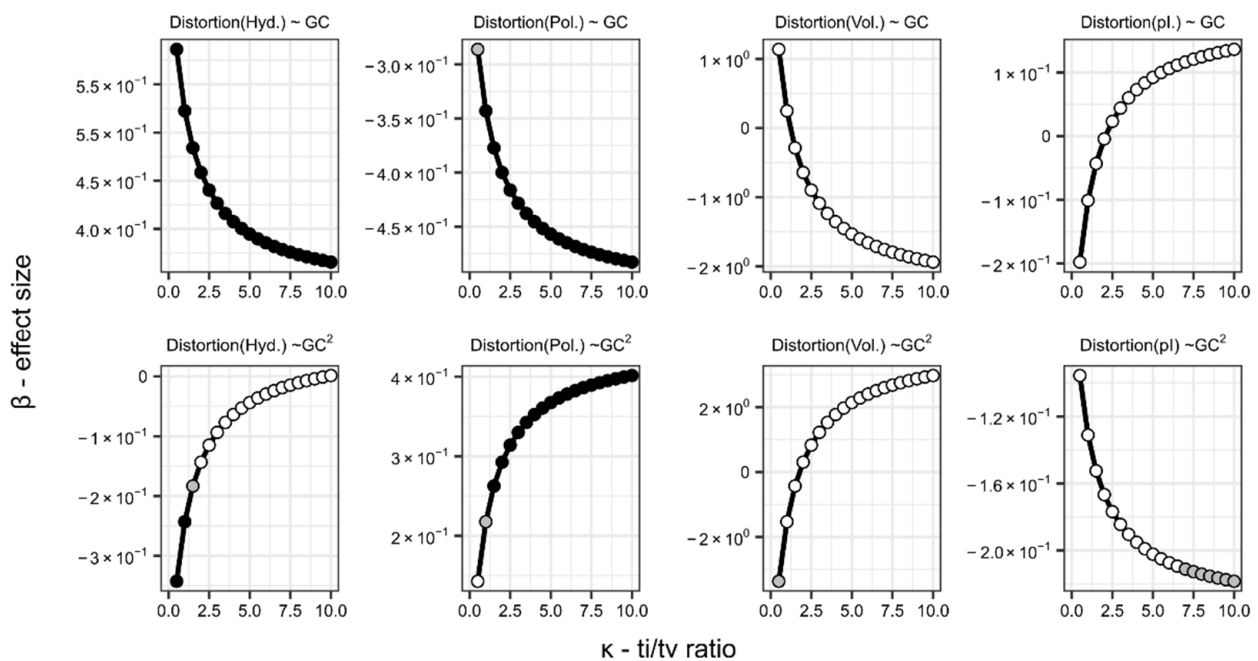 Distortion(Hyd.) ~ GC
Distortion(Pol.) ~ GC
Distortion(Vol.) ~ GC
Distortion(pI.) ~ GC
5.5 × 10⁻¹
5.5 × 10⁻¹
4.5 × 10⁻¹
4.0 × 10⁻¹
0.0 2.5 5.0 7.5 10.0
−3.0 × 10⁻¹
−3.5 × 10⁻¹
−4.0 × 10⁻¹
−4.5 × 10⁻¹
0.0 2.5 5.0 7.5 10.0
1 × 10⁰
0
−1 × 10⁰
−2 × 10⁰
0.0 2.5 5.0 7.5 10.0
1 × 10⁻¹
0
−1 × 10⁻¹
−2 × 10⁻¹
0.0 2.5 5.0 7.5 10.0
β - effect size
Distortion(Hyd.) ~GC²
Distortion(Pol.) ~GC²
Distortion(Vol.) ~GC²
Distortion(pI) ~GC²
0
−1 × 10⁻¹
−2 × 10⁻¹
−3 × 10⁻¹
0.0 2.5 5.0 7.5 10.0
4 × 10⁻¹
3 × 10⁻¹
2 × 10⁻¹
0.0 2.5 5.0 7.5 10.0
2 × 10⁰
0
−2 × 10⁰
0.0 2.5 5.0 7.5 10.0
−1.2 × 10⁻¹
−1.6 × 10⁻¹
−2.0 × 10⁻¹
0.0 2.5 5.0 7.5 10.0
κ - ti/tv ratio